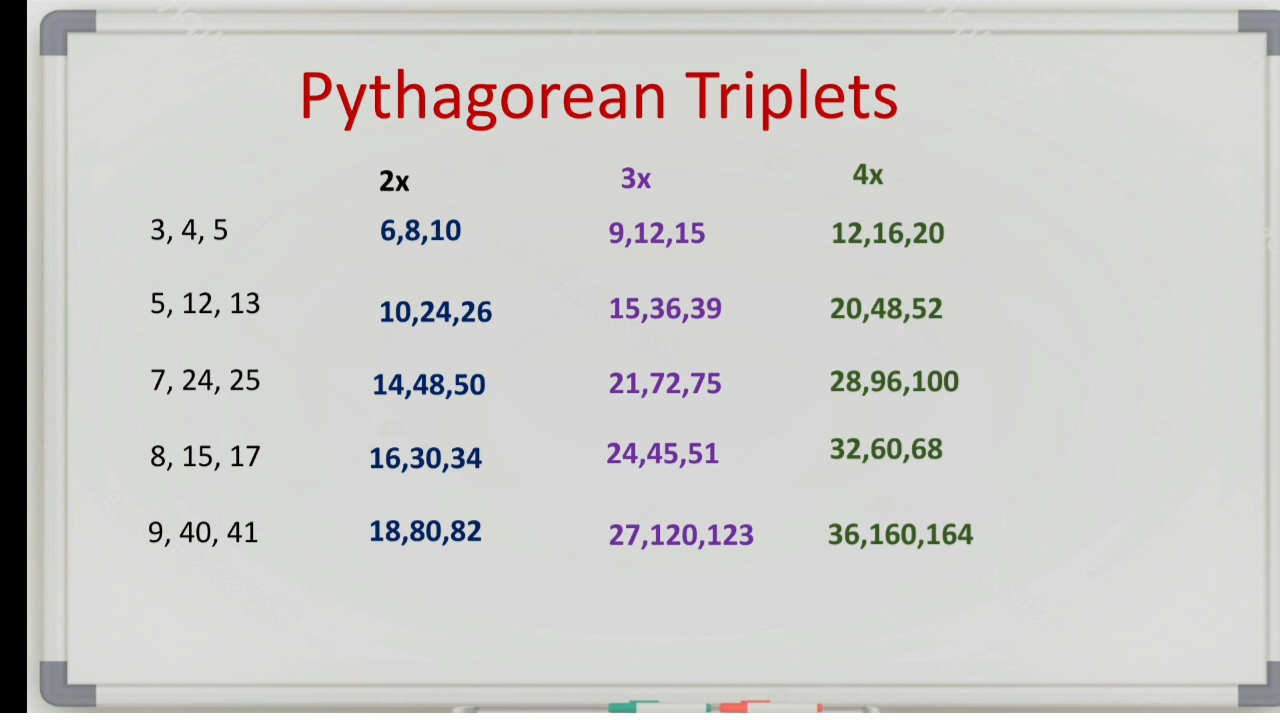 Pythagorean Triplets
2x 3x 4x
3, 4, 5 6,8,10 9,12,15 12,16,20
5, 12, 13 10,24,26 15,36,39 20,48,52
7, 24, 25 14,48,50 21,72,75 28,96,100
8, 15, 17 16,30,34 24,45,51 32,60,68
9, 40, 41 18,80,82 27,120,123 36,160,164